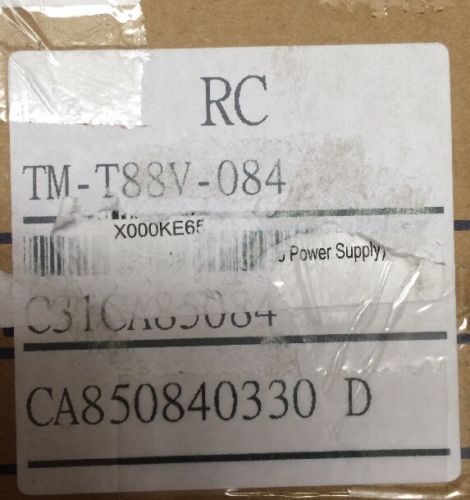 RC
TM-T88V-084
X000KE65
Power Supply)
C31CA85084
CA850840330 D